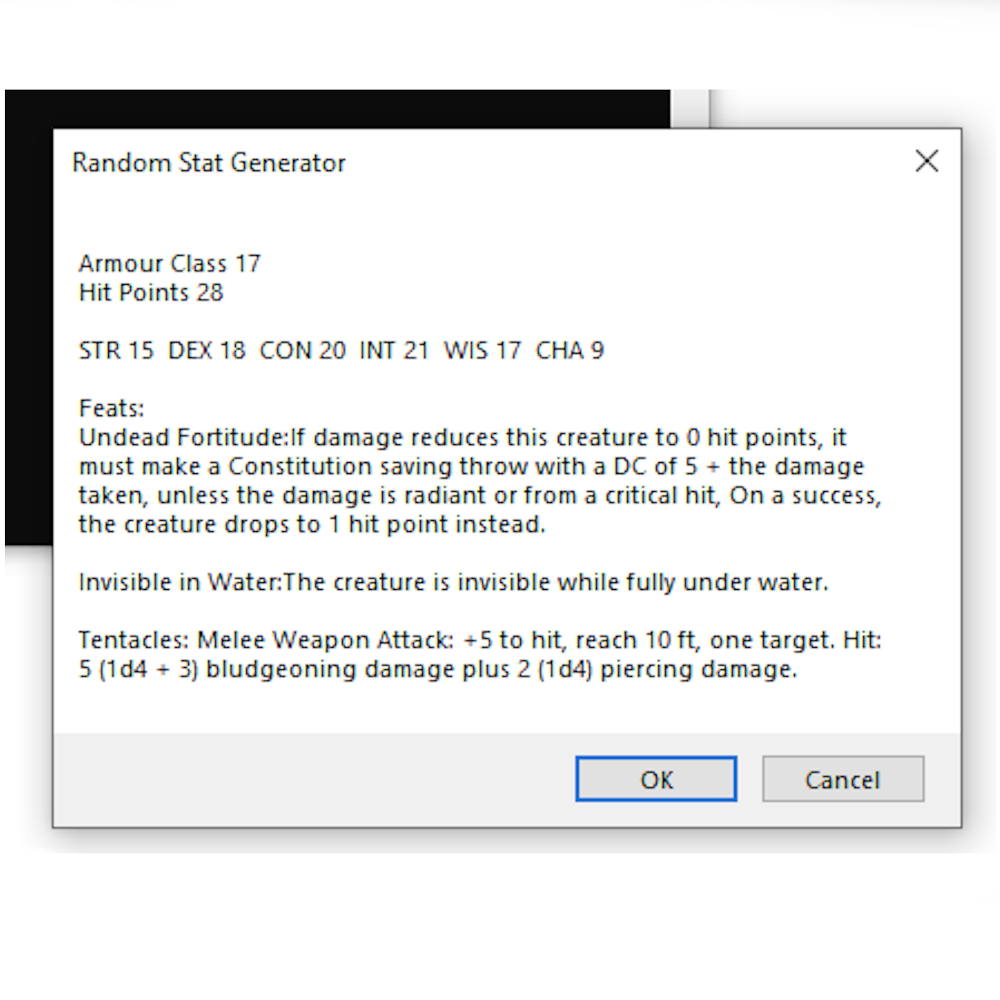 Random Stat Generator
Armour Class 17
Hit Points 28
STR 15  DEX 18  CON 20  INT 21  WIS 17  CHA 9
Feats:
Undead Fortitude:If damage reduces this creature to 0 hit points, it
must make a Constitution saving throw with a DC of 5 + the damage
taken, unless the damage is radiant or from a critical hit, On a success,
the creature drops to 1 hit point instead.
Invisible in Water:The creature is invisible while fully under water.
Tentacles: Melee Weapon Attack: +5 to hit, reach 10 ft, one target. Hit:
5 (1d4 + 3) bludgeoning damage plus 2 (1d4) piercing damage.
OK
Cancel